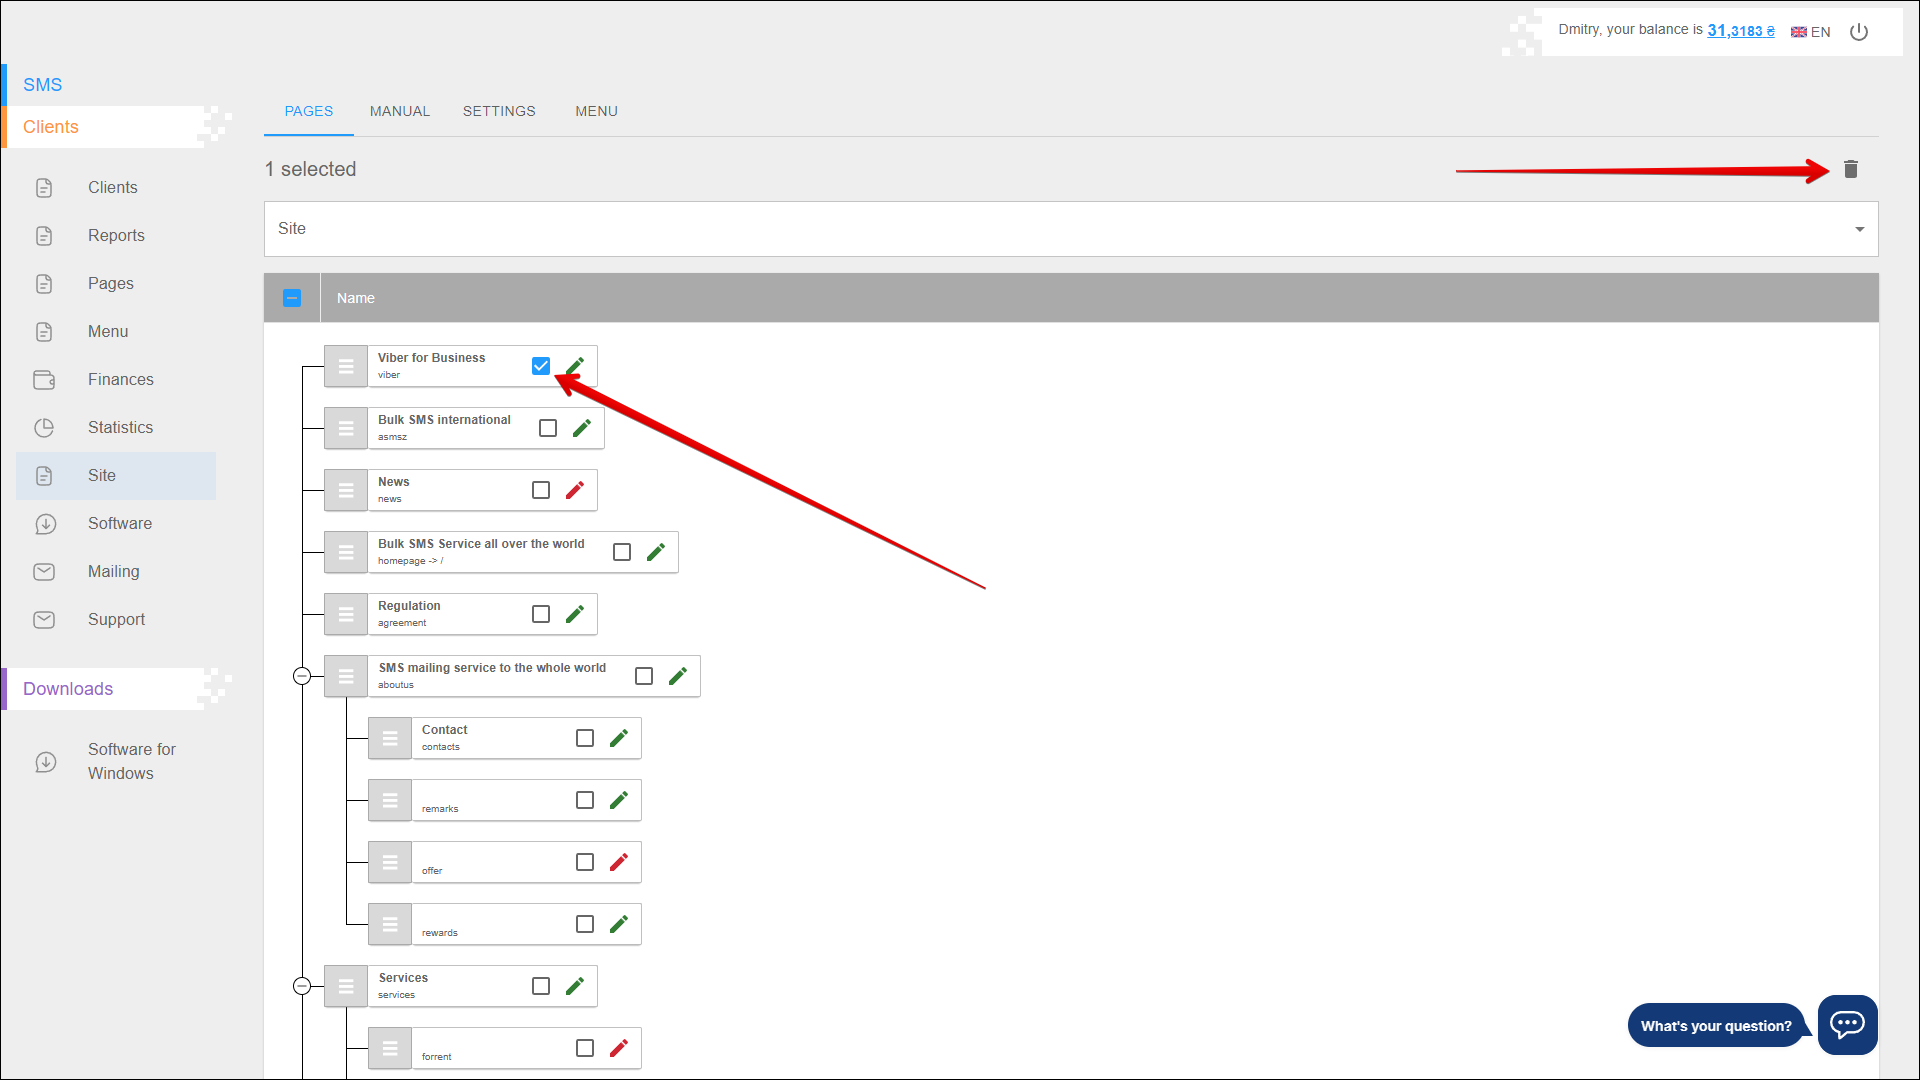 Dmitry, your balance is 31,3183 ₴ EN
SMS
Clients
Clients
Reports
Pages
Menu
Finances
Statistics
Site
Software
Mailing
Support
Downloads
Software for
Windows
PAGES MANUAL SETTINGS MENU
1 selected
Site
Name
Viber for Business
viber
Bulk SMS international
asmsz
News
news
Bulk SMS Service all over the world
homepage -> /
Regulation
agreement
SMS mailing service to the whole world
aboutus
Contact
contacts
remarks
offer
rewards
Services
services
forrent
What's your question?